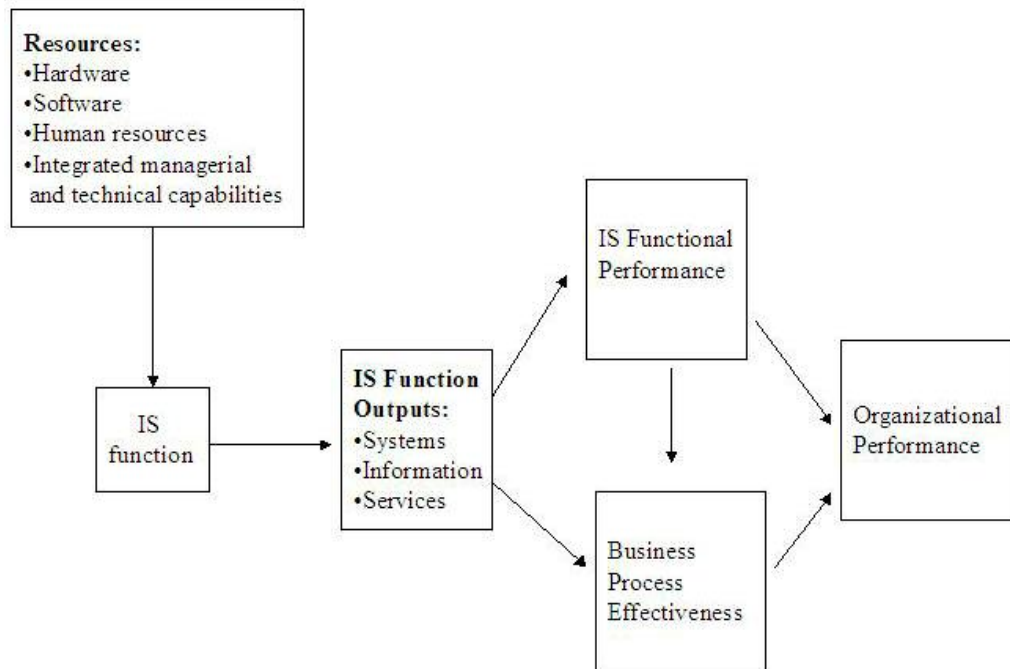 Resources:
•Hardware
•Software
•Human resources
•Integrated managerial
and technical capabilities
IS
function
IS Function
Outputs:
•Systems
•Information
•Services
IS Functional
Performance
Business
Process
Effectiveness
Organizational
Performance